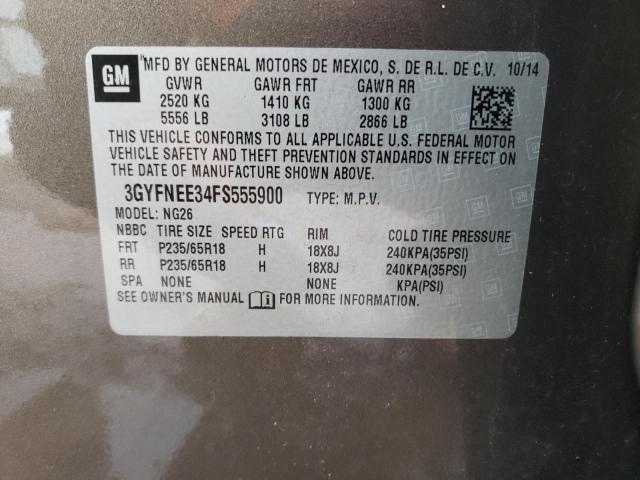 GM
MFD BY GENERAL MOTORS DE MEXICO, S. DE R.L. DE C.V. 10/14
GVWR GAWR FRT GAWR RR
2520 KG 1410 KG 1300 KG
5556 LB 3108 LB 2866 LB
THIS VEHICLE CONFORMS TO ALL APPLICABLE U.S. FEDERAL MOTOR
VEHICLE SAFETY AND THEFT PREVENTION STANDARDS IN EFFECT ON
THE DATE OF MANUFACTURE SHOWN ABOVE.
3GYFNEE34FS555900 TYPE: M.P.V.
MODEL: NG26
NBBC TIRE SIZE SPEED RTG RIM COLD TIRE PRESSURE
FRT P235/65R18 H 18X8J 240KPA(35PSI)
RR P235/65R18 H 18X8J 240KPA(35PSI)
SPA NONE NONE KPA(PSI)
SEE OWNER'S MANUAL FOR MORE INFORMATION.